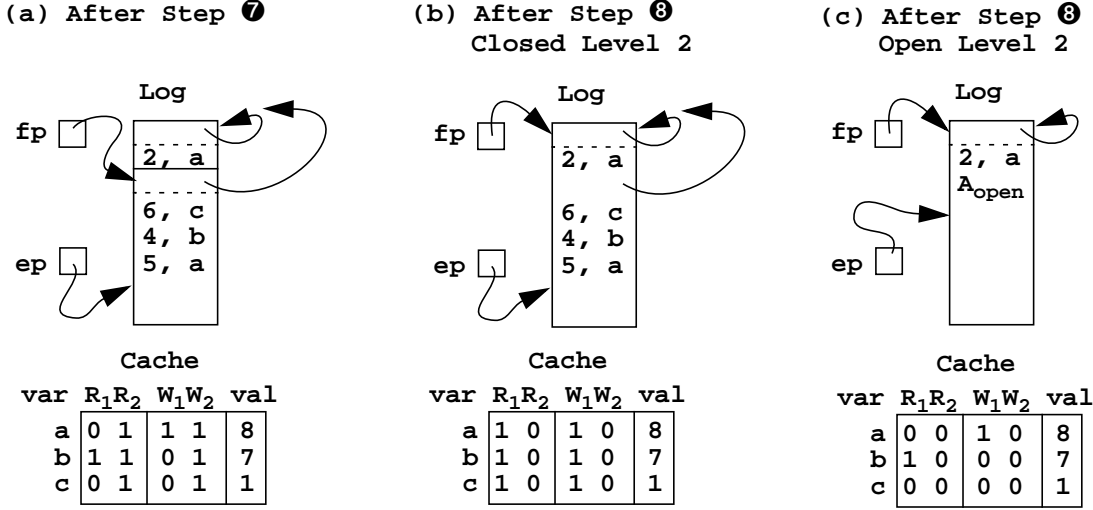 (a) After Step ❼
Log
fp
2, a
6, c
4, b
5, a
ep
Cache
var R₁R₂ W₁W₂ val
a 0 1 1 1 8
b 1 1 0 1 7
c 0 1 0 1 1
(b) After Step ❽
Closed Level 2
Log
fp
2, a
6, c
4, b
5, a
ep
Cache
var R₁R₂ W₁W₂ val
a 1 0 1 0 8
b 1 0 1 0 7
c 1 0 1 0 1
(c) After Step ❽
Open Level 2
Log
fp
2, a
Aopen
ep
Cache
var R₁R₂ W₁W₂ val
a 0 0 1 0 8
b 1 0 0 0 7
c 0 0 0 0 1